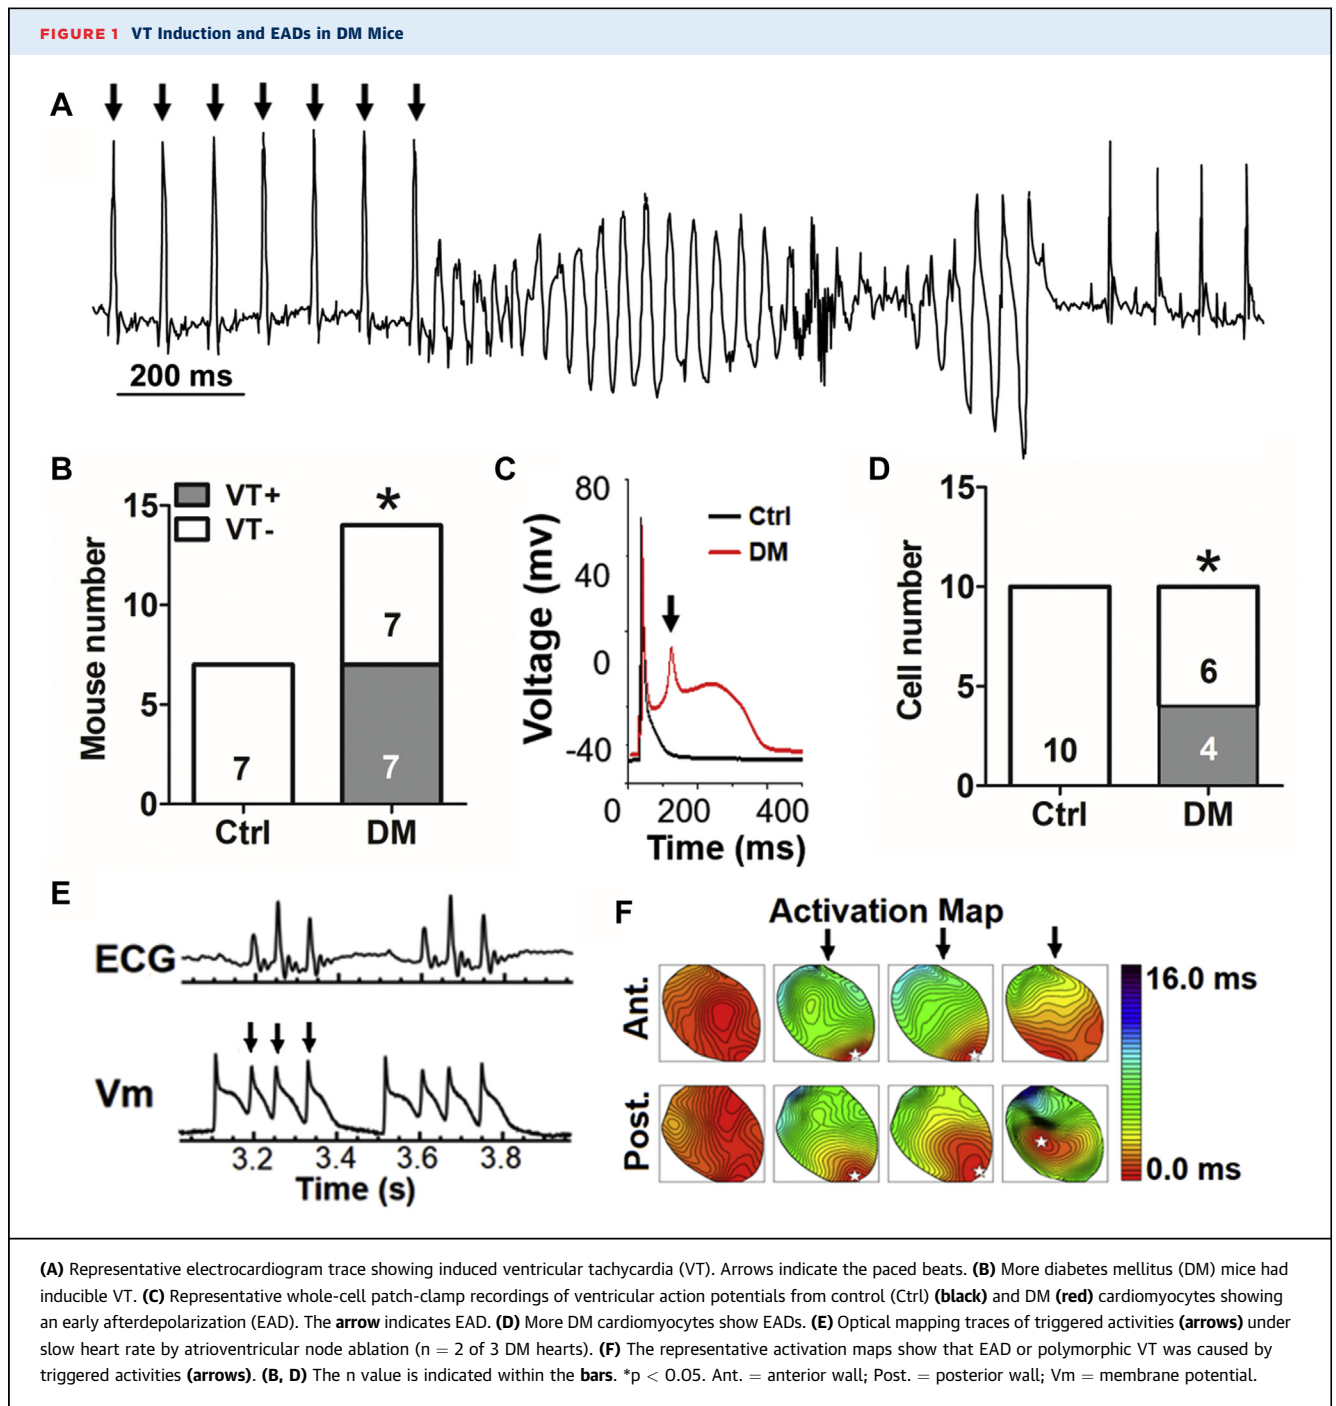 FIGURE 1 VT Induction and EADs in DM Mice
A
200 ms
B
15
10
5
0
Mouse number
VT+
VT-
*
7
7
7
Ctrl
DM
C
80
40
0
-40
Voltage (mv)
Ctrl
DM
0 200 400
Time (ms)
D
15
10
5
0
Cell number
*
10
6
4
Ctrl
DM
E
ECG
Vm
3.2 3.4 3.6 3.8
Time (s)
F
Activation Map
Ant.
Post.
16.0 ms
0.0 ms
(A) Representative electrocardiogram trace showing induced ventricular tachycardia (VT). Arrows indicate the paced beats. (B) More diabetes mellitus (DM) mice had
inducible VT. (C) Representative whole-cell patch-clamp recordings of ventricular action potentials from control (Ctrl) (black) and DM (red) cardiomyocytes showing
an early afterdepolarization (EAD). The arrow indicates EAD. (D) More DM cardiomyocytes show EADs. (E) Optical mapping traces of triggered activities (arrows) under
slow heart rate by atrioventricular node ablation (n = 2 of 3 DM hearts). (F) The representative activation maps show that EAD or polymorphic VT was caused by
triggered activities (arrows). (B, D) The n value is indicated within the bars. *p < 0.05. Ant. = anterior wall; Post. = posterior wall; Vm = membrane potential.